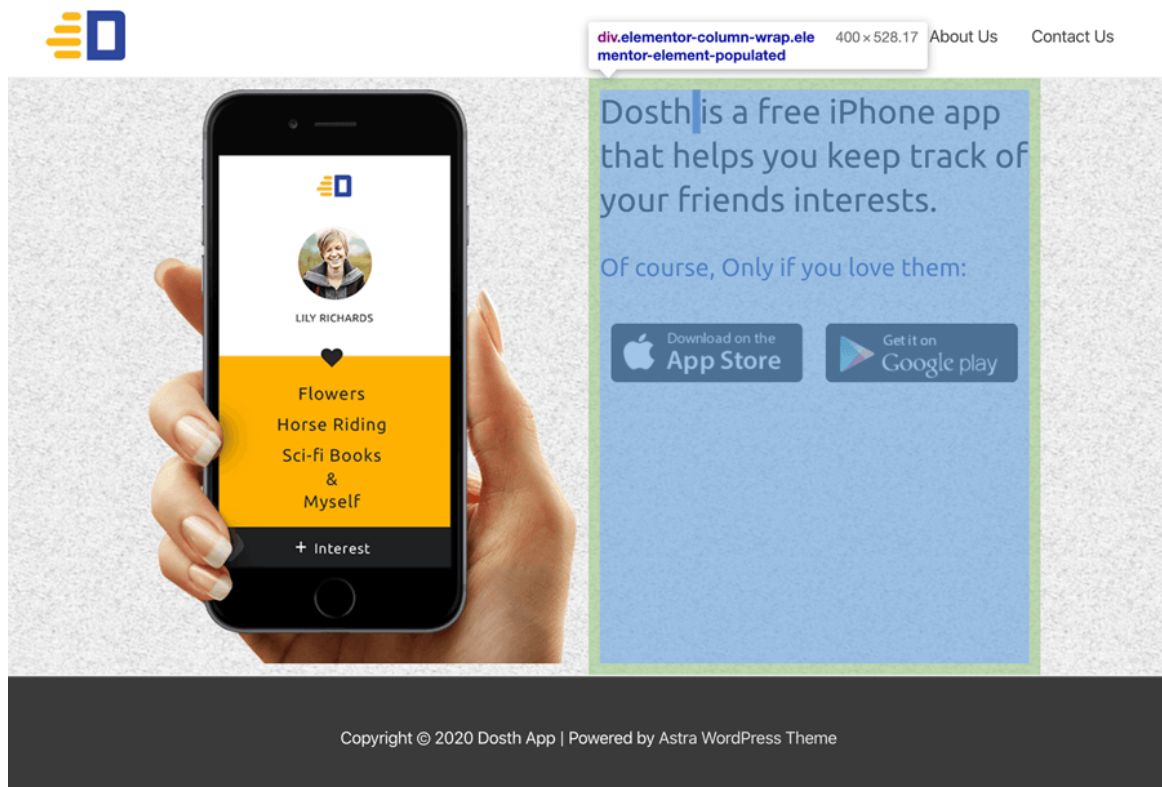 div.elementor-column-wrap.ele 400 × 528.17
mentor-element-populated
About Us Contact Us
Dosth is a free iPhone app
that helps you keep track of
your friends interests.
Of course, Only if you love them:
Download on the
App Store
Get it on
Google play
LILY RICHARDS
Flowers
Horse Riding
Sci-fi Books
&
Myself
+ Interest
Copyright © 2020 Dosth App | Powered by Astra WordPress Theme